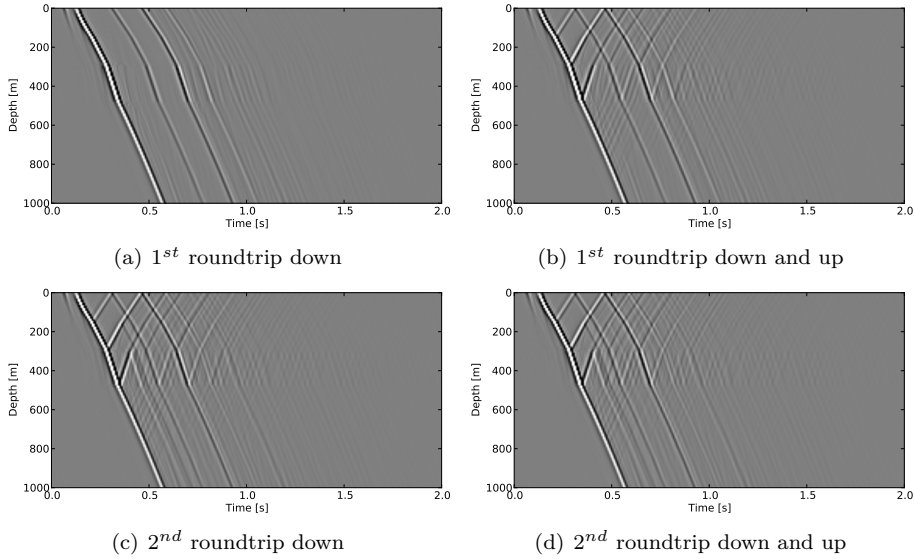 0
200
400
600
800
1000
Depth [m]
0.0 0.5 1.0 1.5 2.0
Time [s]
(a) 1st roundtrip down
0
200
400
600
800
1000
Depth [m]
0.0 0.5 1.0 1.5 2.0
Time [s]
(b) 1st roundtrip down and up
0
200
400
600
800
1000
Depth [m]
0.0 0.5 1.0 1.5 2.0
Time [s]
(c) 2nd roundtrip down
0
200
400
600
800
1000
Depth [m]
0.0 0.5 1.0 1.5 2.0
Time [s]
(d) 2nd roundtrip down and up